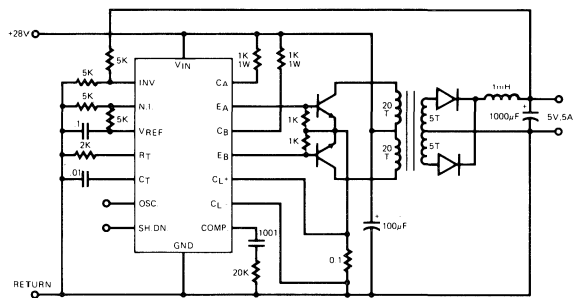 +28V
5K
1K
1W
1K
1W
VIN
INV
CA
5K
N.I.
EA
5K
1
VREF
CB
1K
2K
RT
EB
1K
.01
CT
CL+
OSC
CL-
SH.DN
COMP
GND
1001
20K
0.1
100μF
20
T
20
T
5T
5T
1mH
1000μF
5V,5A
RETURN